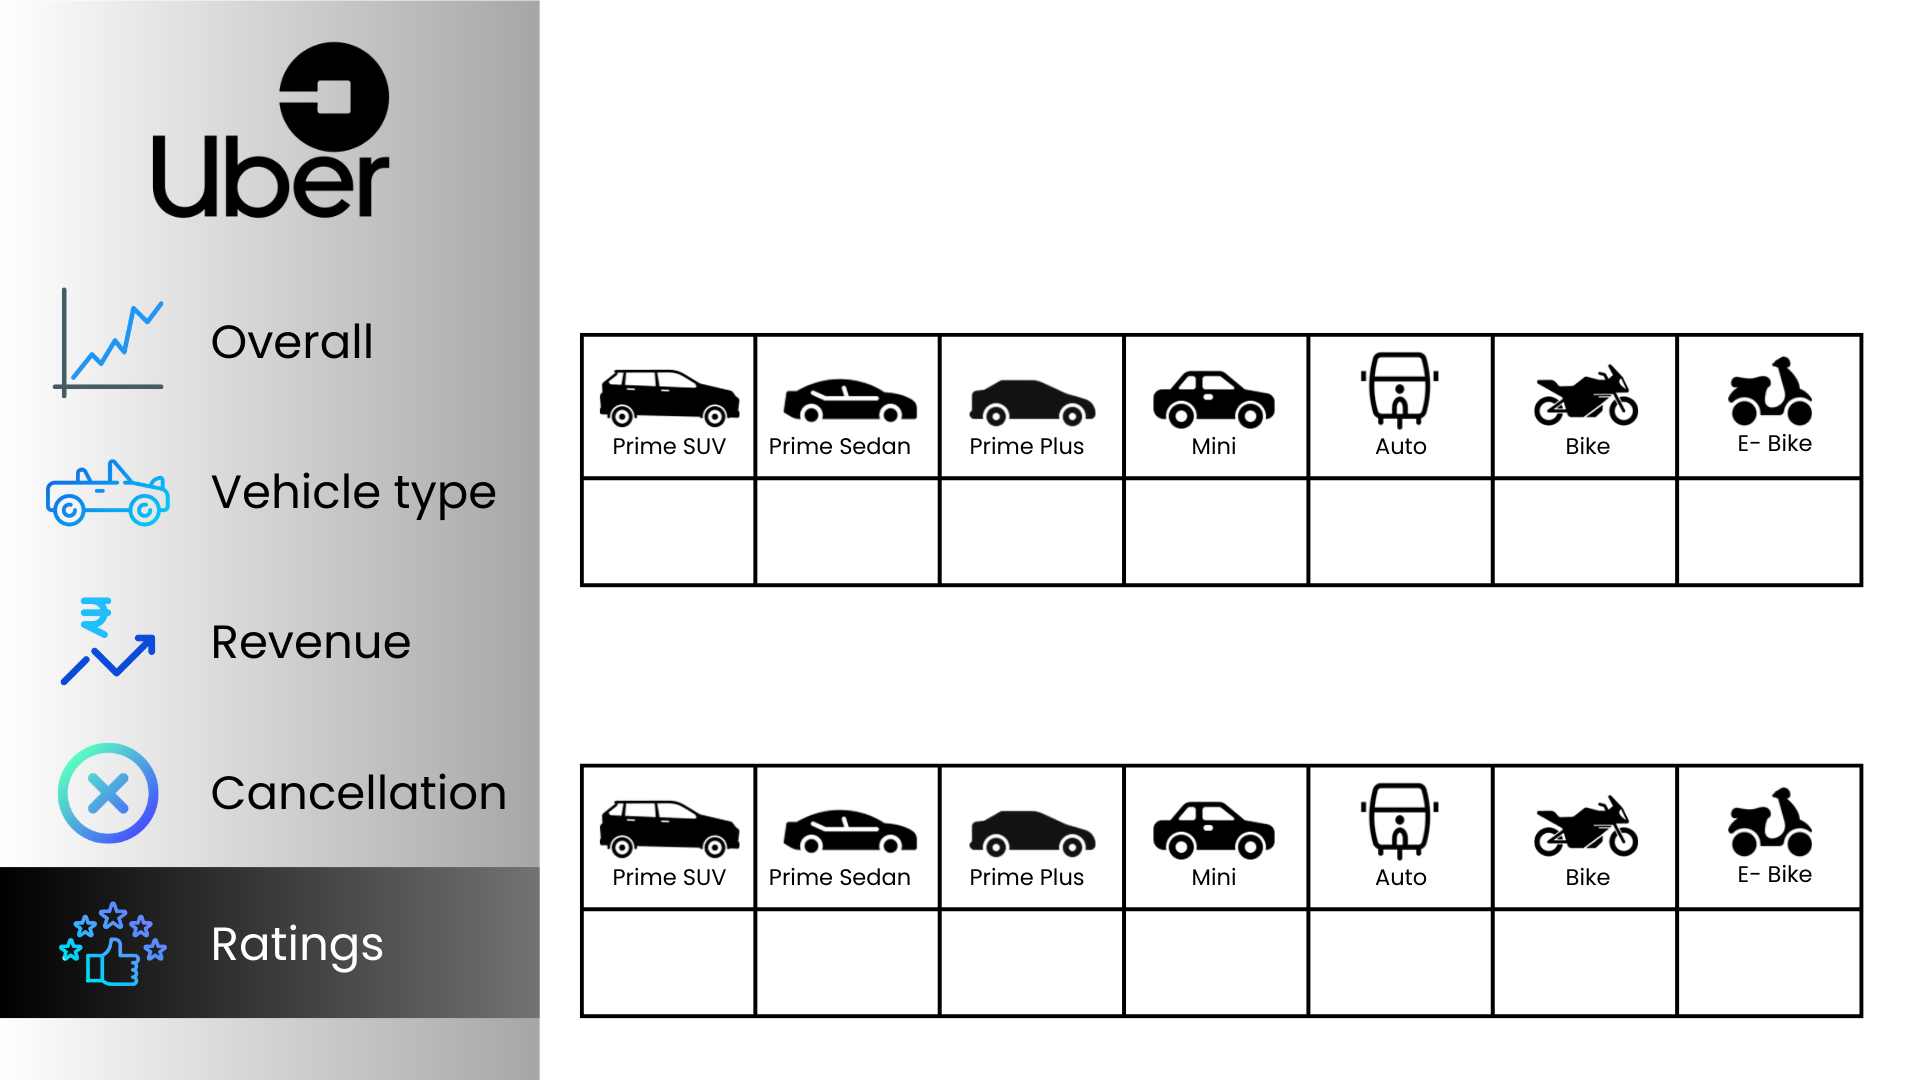 Uber
Overall
Vehicle type
Revenue
Cancellation
Ratings
Prime SUV Prime Sedan Prime Plus Mini Auto Bike E- Bike
Prime SUV Prime Sedan Prime Plus Mini Auto Bike E- Bike